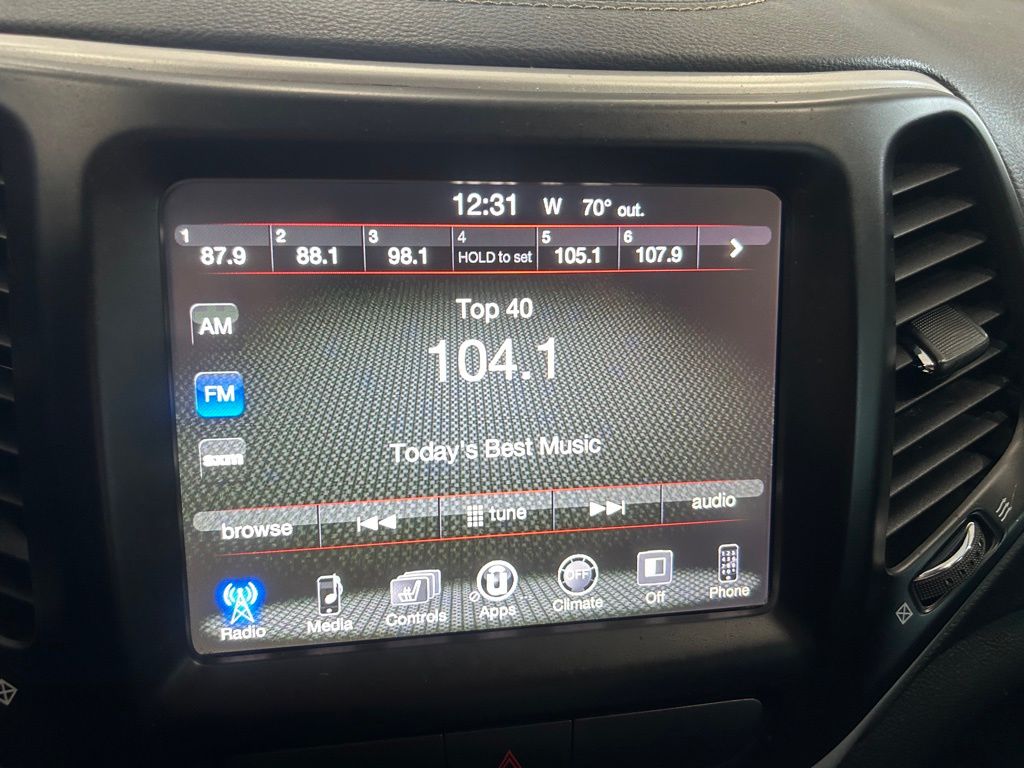 12:31 W 70° out.
1 2 3 4 5 6
87.9 88.1 98.1 HOLD to set 105.1 107.9
AM
Top 40
104.1
FM
Today's Best Music
sxm
browse tune audio
OFF
Radio Media Controls Apps Climate Off Phone